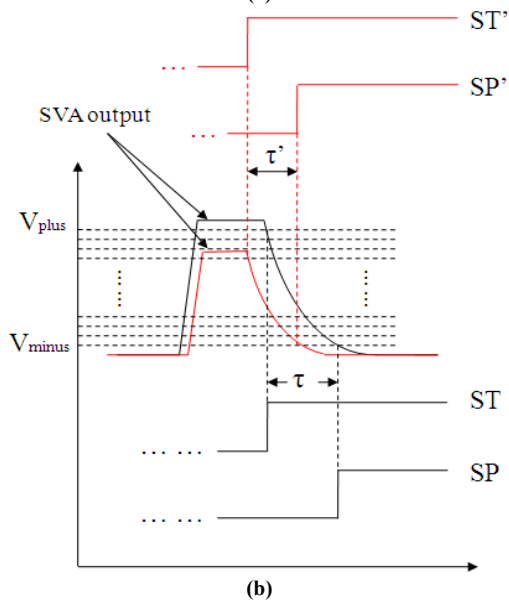 ST’
... 
SP’
...
SVA output
τ’
Vplus
Vminus
τ
ST
... ...
SP
... ...
(b)